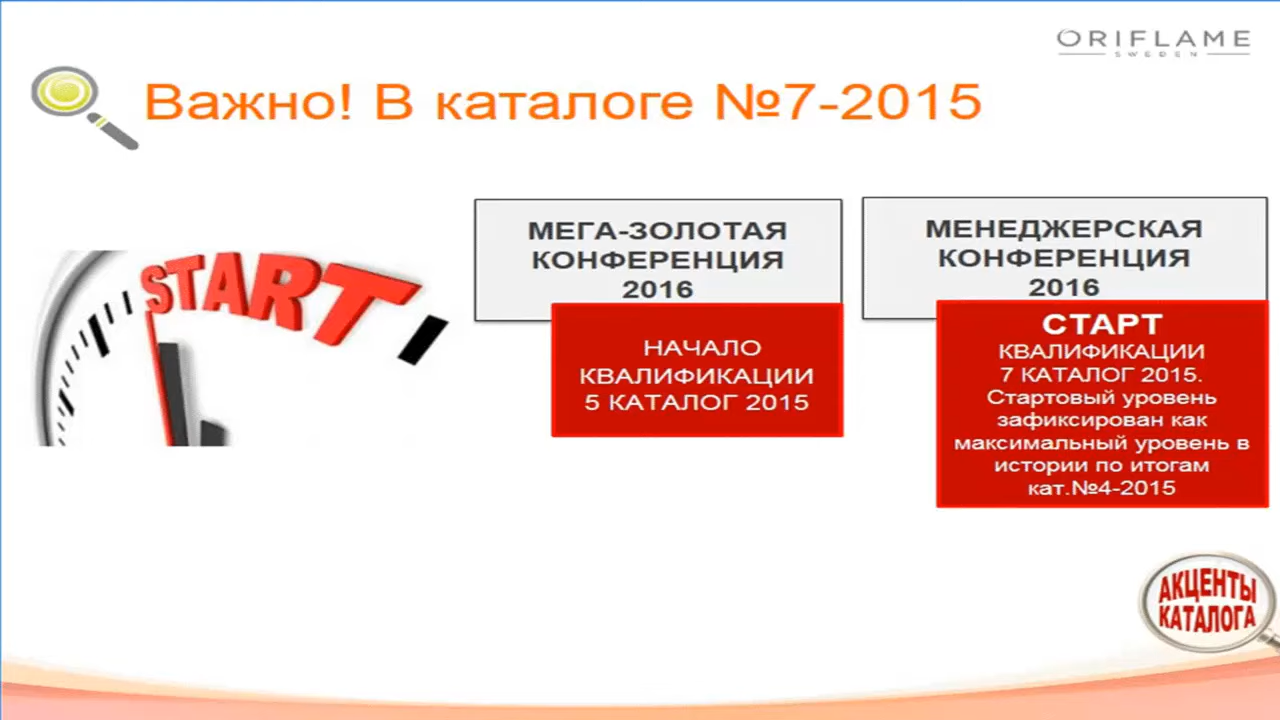 ORIFLAME
SWEDEN
Важно! В каталоге №7-2015
START
МЕГА-ЗОЛОТАЯ
КОНФЕРЕНЦИЯ
2016
НАЧАЛО
КВАЛИФИКАЦИИ
5 КАТАЛОГ 2015
МЕНЕДЖЕРСКАЯ
КОНФЕРЕНЦИЯ
2016
СТАРТ
КВАЛИФИКАЦИИ
7 КАТАЛОГ 2015.
Стартовый уровень
зафиксирован как
максимальный уровень в
истории по итогам
кат.№4-2015
АКЦЕНТЫ
КАТАЛОГА